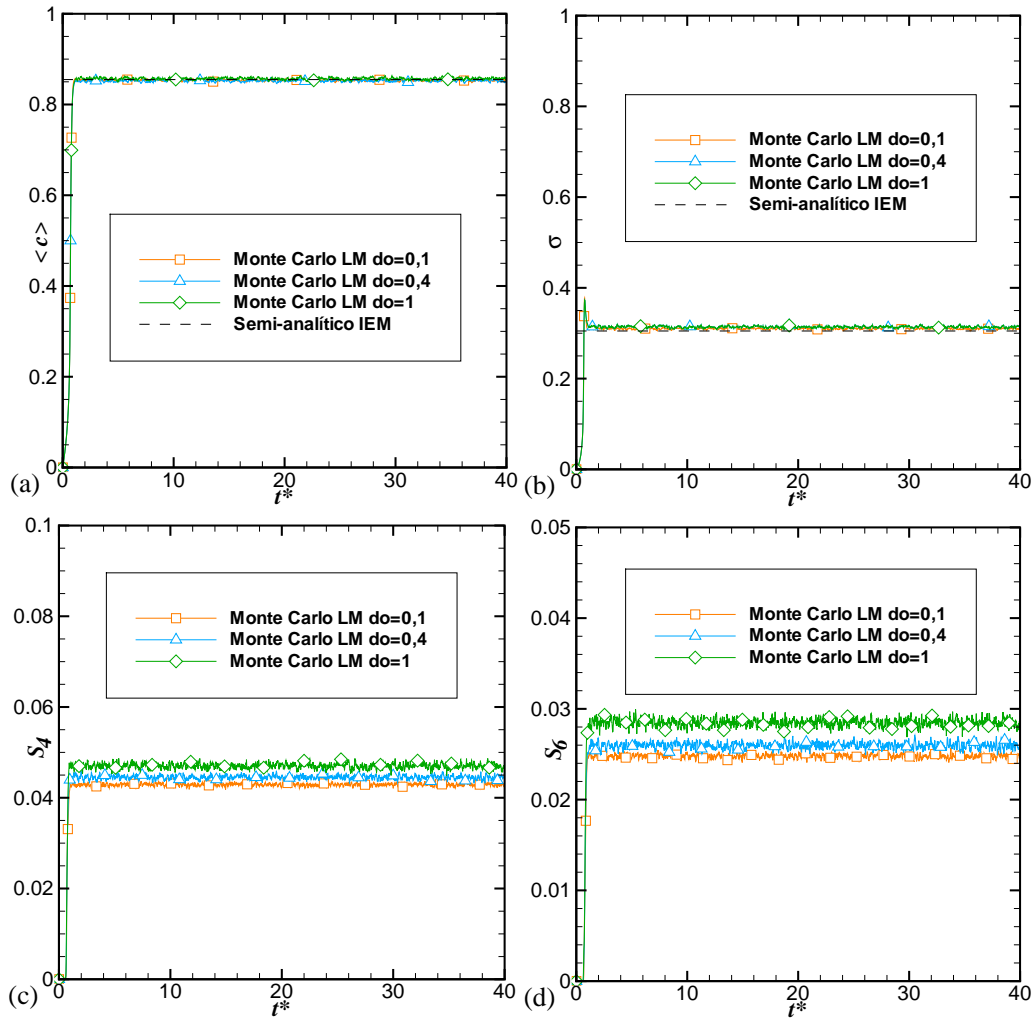 1
0.8
0.6
0.4
0.2
0
<c>
Monte Carlo LM do=0,1
Monte Carlo LM do=0,4
Monte Carlo LM do=1
Semi-analítico IEM
0 10 20 30 40
(a) t*
1
0.8
0.6
0.4
0.2
0
σ
Monte Carlo LM do=0,1
Monte Carlo LM do=0,4
Monte Carlo LM do=1
Semi-analítico IEM
0 10 20 30 40
(b) t*
0.1
0.08
0.06
0.04
0.02
0
S4
Monte Carlo LM do=0,1
Monte Carlo LM do=0,4
Monte Carlo LM do=1
0 10 20 30 40
(c) t*
0.05
0.04
0.03
0.02
0.01
0
S6
Monte Carlo LM do=0,1
Monte Carlo LM do=0,4
Monte Carlo LM do=1
0 10 20 30 40
(d) t*